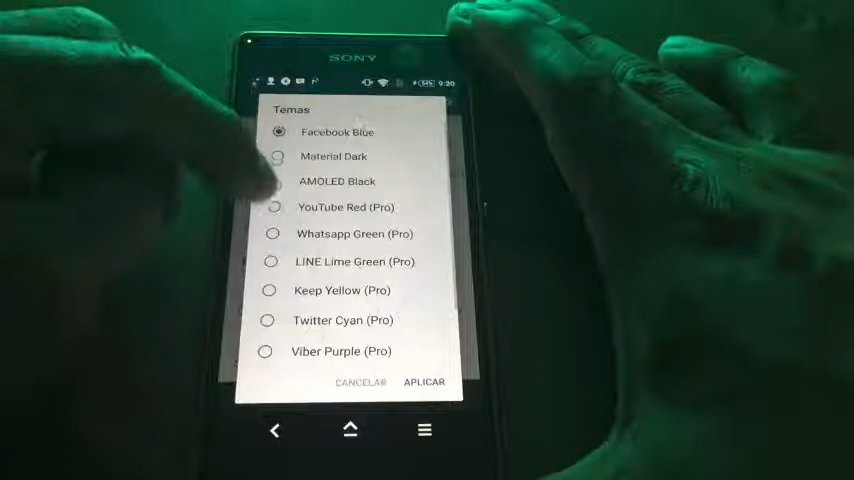 SONY
54% 9:30
Temas
Facebook Blue
Material Dark
AMOLED Black
YouTube Red (Pro)
Whatsapp Green (Pro)
LINE Lime Green (Pro)
Keep Yellow (Pro)
Twitter Cyan (Pro)
Viber Purple (Pro)
CANCELAR APLICAR